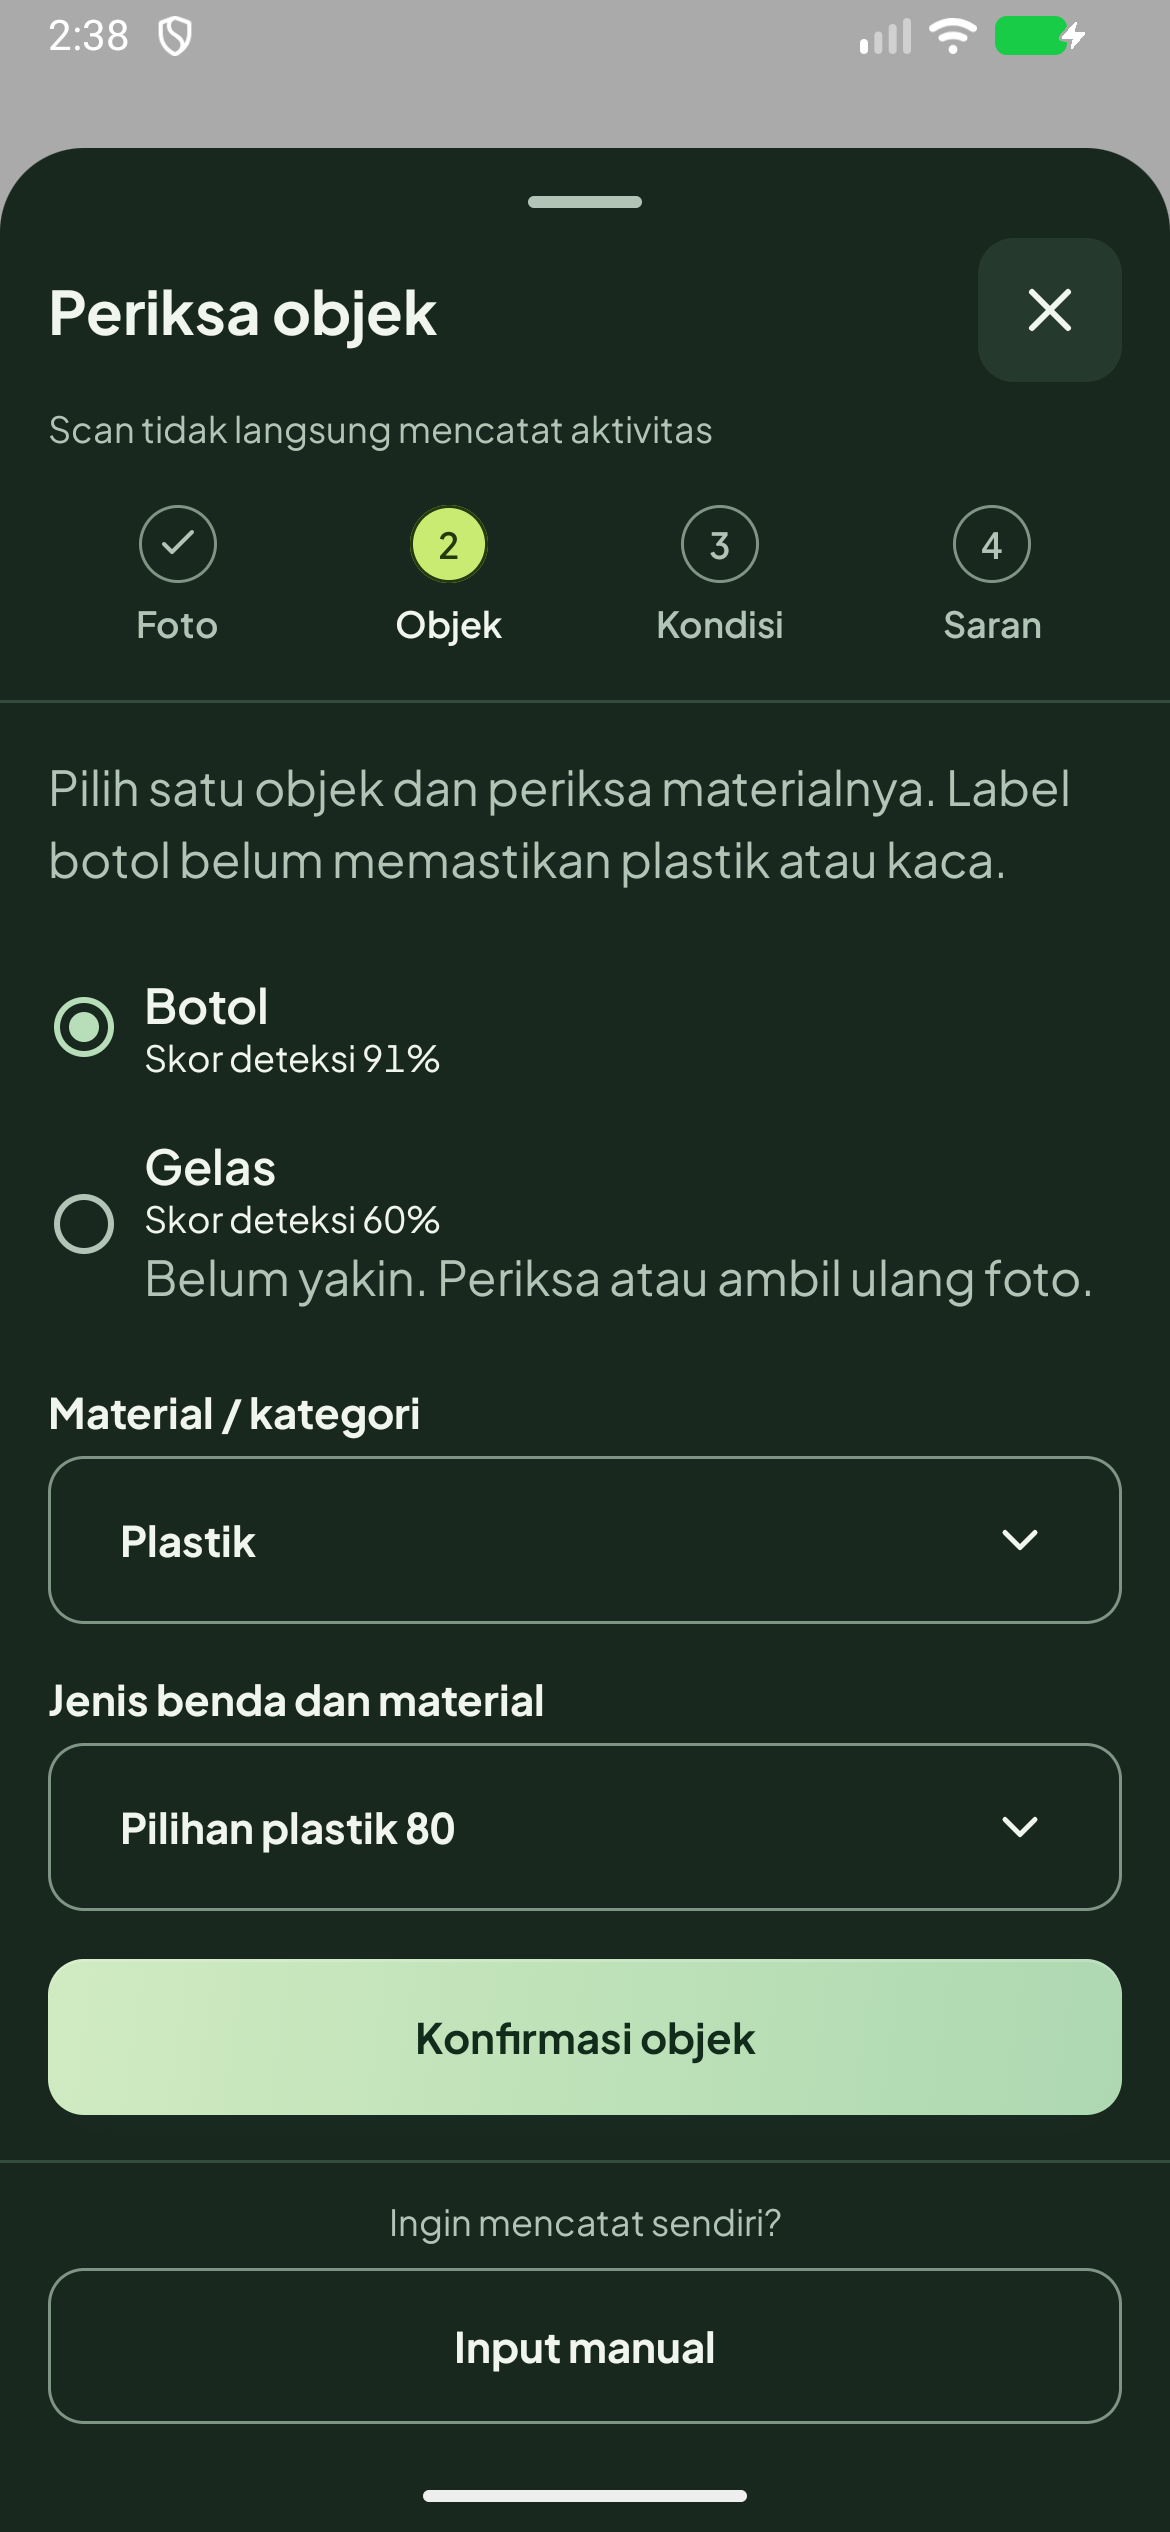 2:38
Periksa objek
Scan tidak langsung mencatat aktivitas
2
3
4
Foto
Objek
Kondisi
Saran
Pilih satu objek dan periksa materialnya. Label
botol belum memastikan plastik atau kaca.
Botol
Skor deteksi 91%
Gelas
Skor deteksi 60%
Belum yakin. Periksa atau ambil ulang foto.
Material / kategori
Plastik
Jenis benda dan material
Pilihan plastik 80
Konfirmasi objek
Ingin mencatat sendiri?
Input manual